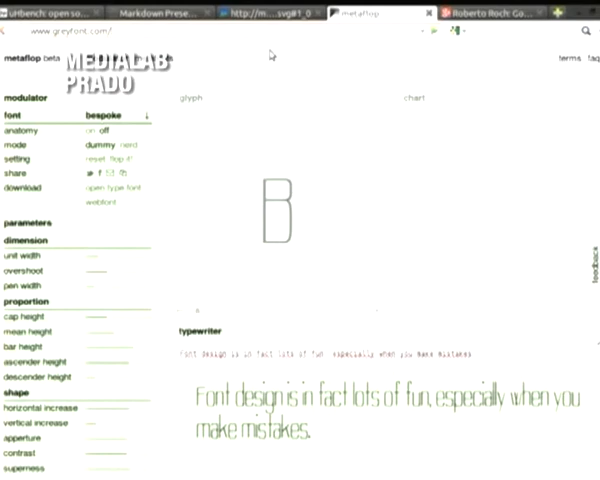 Markdown Prese...
http://m... .svg#1_0
metaflop
Roberto Roch: Go...
www.greyfont.com/
metaflop beta
terms faq
MEDIALAB
PRADO
modulator
glyph
chart
font bespoke ↓
anatomy on off
mode dummy nerd
setting reset flop it!
share
download open type font
webfont
parameters
dimension
unit width
overshoot
pen width
proportion
cap height
mean height
bar height
ascender height
descender height
shape
horizontal increase
vertical increase
apperture
contrast
superness
B
feedback
typewriter
Font design is in fact lots of fun, especially when you make mistakes
Font design is in fact lots of fun, especially when you
make mistakes.